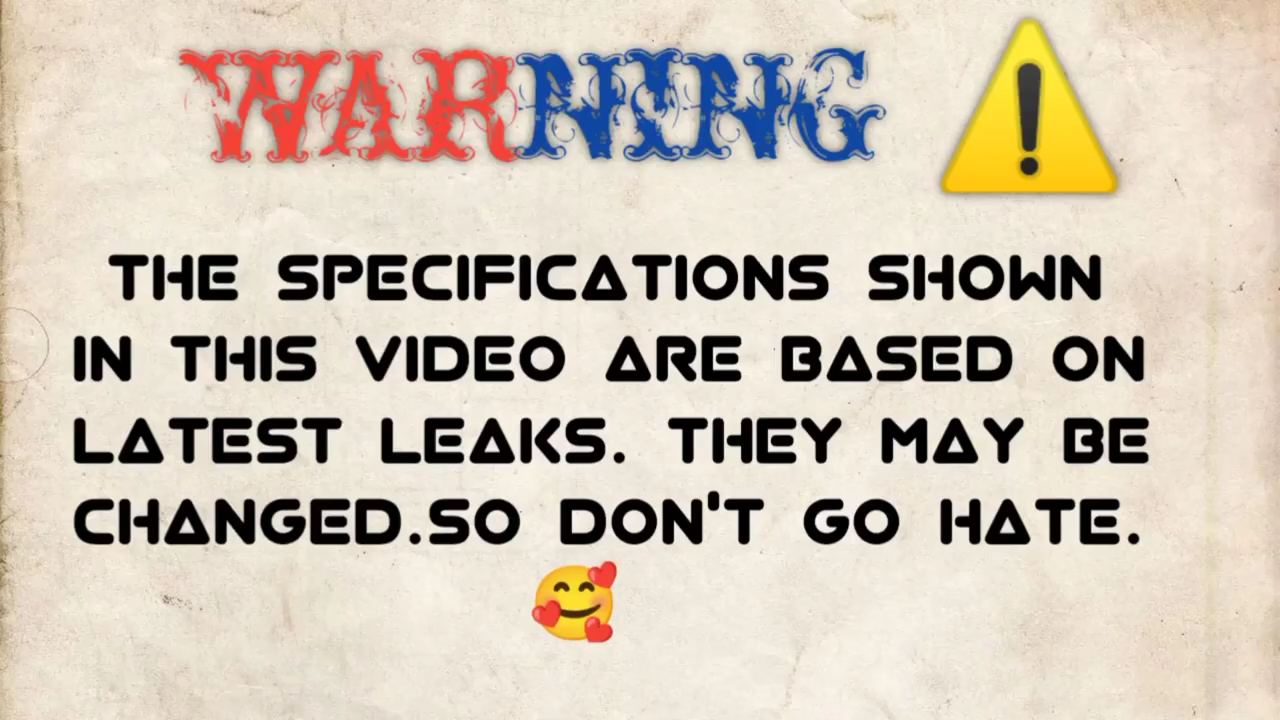 WARNING ⚠️
THE SPECIFICATIONS SHOWN
IN THIS VIDEO ARE BASED ON
LATEST LEAKS. THEY MAY BE
CHANGED.SO DON'T GO HATE.
🥰